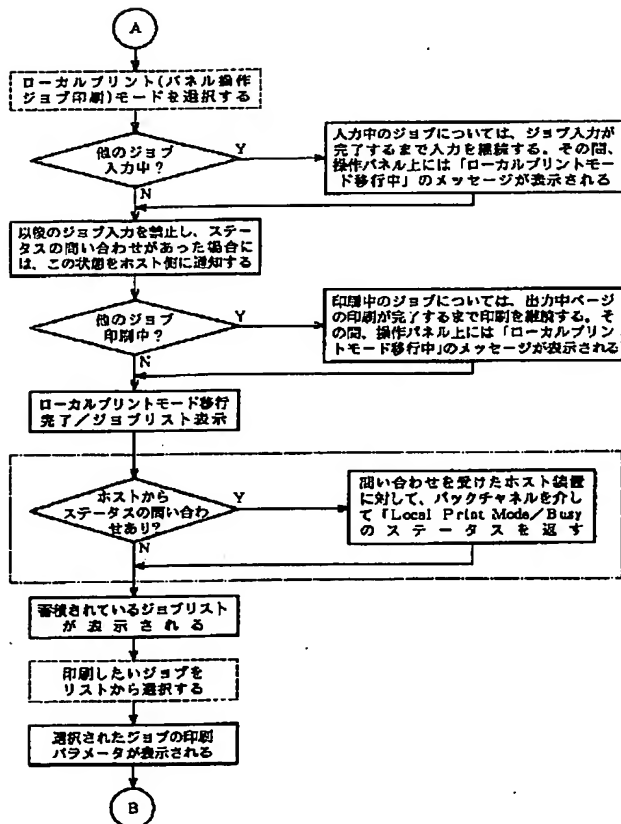 A
ローカルプリント(パネル操作
ジョブ印刷)モードを選択する
他のジョブ
入力中?
Y
N
入力中のジョブについては、ジョブ入力が
完了するまで入力を継続する。その間、
操作パネル上には「ローカルプリントモー
ド移行中」のメッセージが表示される
以後のジョブ入力を禁止し、ステー
タスの問い合わせがあった場合に
は、この状態をホスト側に通知する
他のジョブ
印刷中?
Y
N
印刷中のジョブについては、出力中ページ
の印刷が完了するまで印刷を継続する。そ
の間、操作パネル上には「ローカルプリン
トモード移行中」のメッセージが表示される
ローカルプリントモード移行
完了/ジョブリスト表示
ホストから
ステータスの問い合わ
せあり?
Y
N
問い合わせを受けたホスト装置
に対して、バックチャネルを介し
て「Local Print Mode/Busy
のステータスを返す
蓄積されているジョブリスト
が表示される
印刷したいジョブを
リストから選択する
選択されたジョブの印刷
パラメータが表示される
B